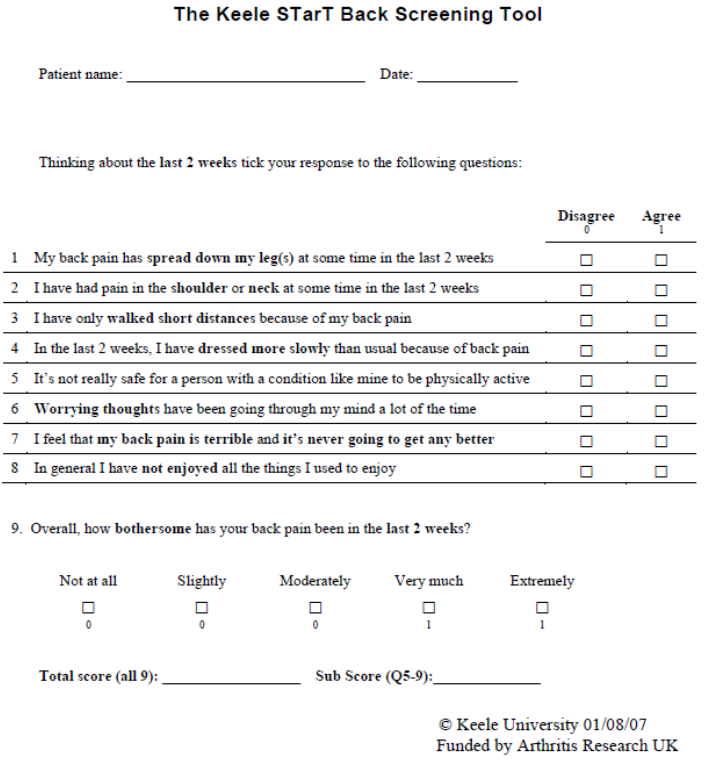 The Keele STarT Back Screening Tool
Patient name: ______________________________ Date: _____________
Thinking about the last 2 weeks tick your response to the following questions:
Disagree Agree
0 1
1 My back pain has spread down my leg(s) at some time in the last 2 weeks ☐ ☐
2 I have had pain in the shoulder or neck at some time in the last 2 weeks ☐ ☐
3 I have only walked short distances because of my back pain ☐ ☐
4 In the last 2 weeks, I have dressed more slowly than usual because of back pain ☐ ☐
5 It's not really safe for a person with a condition like mine to be physically active ☐ ☐
6 Worrying thoughts have been going through my mind a lot of the time ☐ ☐
7 I feel that my back pain is terrible and it's never going to get any better ☐ ☐
8 In general I have not enjoyed all the things I used to enjoy ☐ ☐
9. Overall, how bothersome has your back pain been in the last 2 weeks?
Not at all Slightly Moderately Very much Extremely
☐ ☐ ☐ ☐ ☐
0 0 0 1 1
Total score (all 9): __________________ Sub Score (Q5-9):______________
© Keele University 01/08/07
Funded by Arthritis Research UK